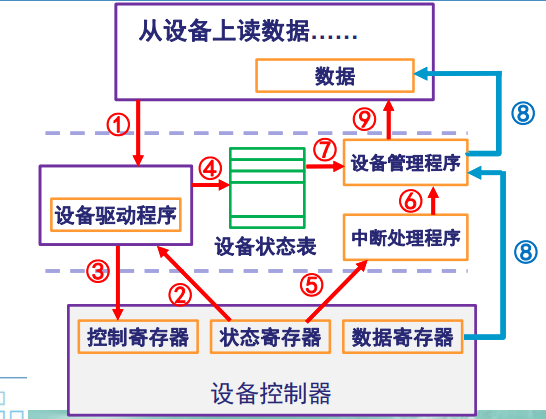 从设备上读数据……
数据
①
⑨
⑧
④
⑦
设备管理程序
设备驱动程序
⑥
设备状态表
中断处理程序
③
②
⑤
⑧
控制寄存器
状态寄存器
数据寄存器
设备控制器